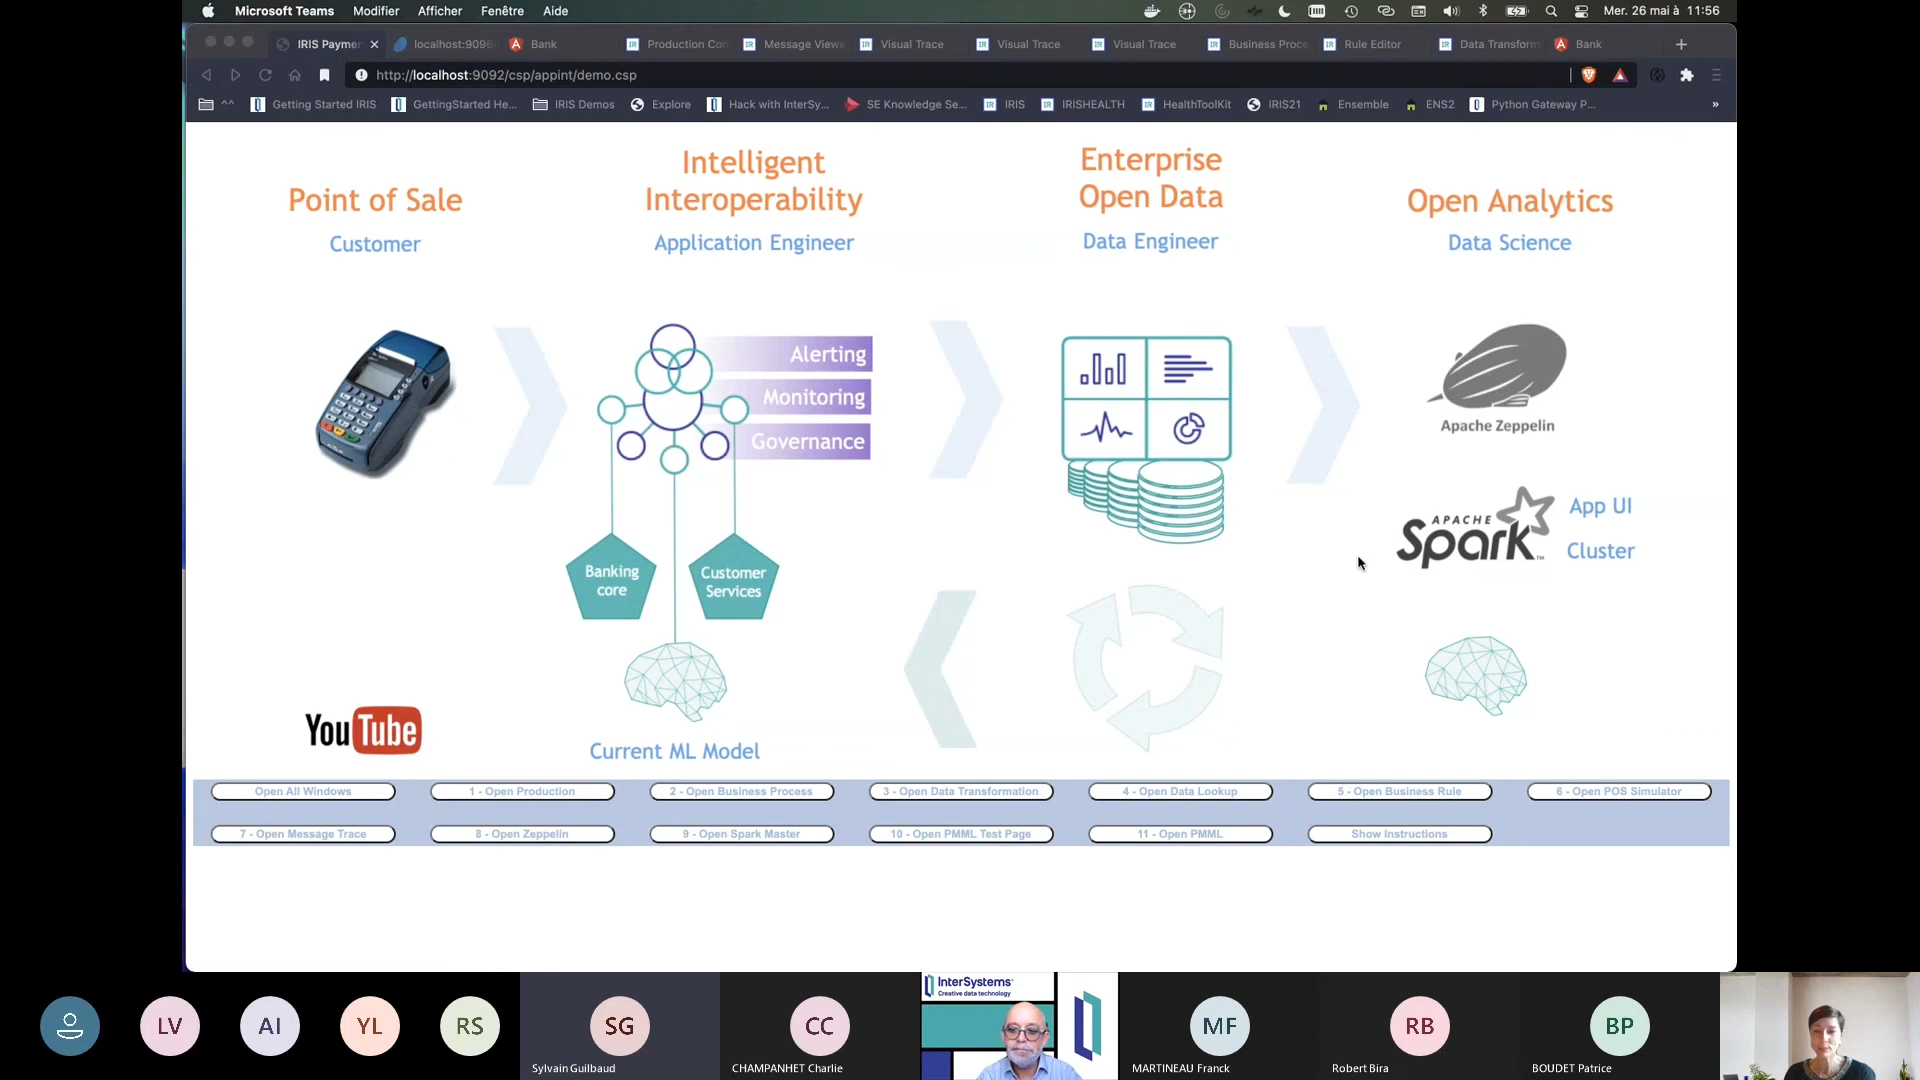 Microsoft Teams Modifier Afficher Fenêtre Aide Mer. 26 mai à 11:56
IRIS Paymer localhost:9096 Bank Production Con Message Viewe Visual Trace Visual Trace Visual Trace Business Proce Rule Editor Data Transform Bank
http://localhost:9092/csp/appint/demo.csp
^^ Getting Started IRIS GettingStarted He... IRIS Demos Explore Hack with InterSy... SE Knowledge Se... IRIS IRISHEALTH HealthToolKit IRIS21 Ensemble ENS2 Python Gateway P... »
Point of Sale
Customer
Intelligent
Interoperability
Application Engineer
Enterprise
Open Data
Data Engineer
Open Analytics
Data Science
Alerting
Monitoring
Governance
Banking
core
Customer
Services
Current ML Model
Apache Zeppelin
APACHE
Spark™
App UI
Cluster
YouTube
Open All Windows 1 - Open Production 2 - Open Business Process 3 - Open Data Transformation 4 - Open Data Lookup 5 - Open Business Rule 6 - Open POS Simulator
7 - Open Message Trace 8 - Open Zeppelin 9 - Open Spark Master 10 - Open PMML Test Page 11 - Open PMML Show Instructions
LV AI YL RS SG CC MF RB BP
InterSystems
Creative data technology
Sylvain Guilbaud CHAMPANHET Charlie MARTINEAU Franck Robert Bira BOUDET Patrice